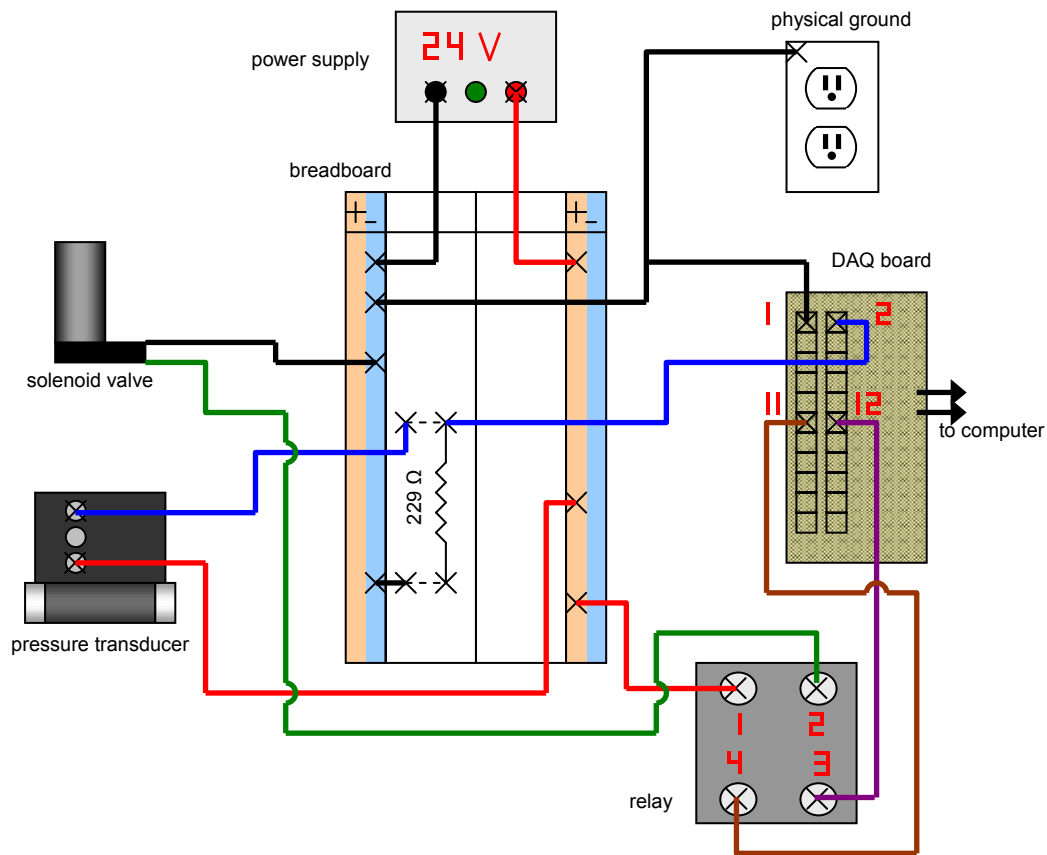 physical ground
24 V
power supply
breadboard
+ - + -
DAQ board
1 2
solenoid valve
11 12
to computer
229 Ω
pressure transducer
1 2
4 3
relay